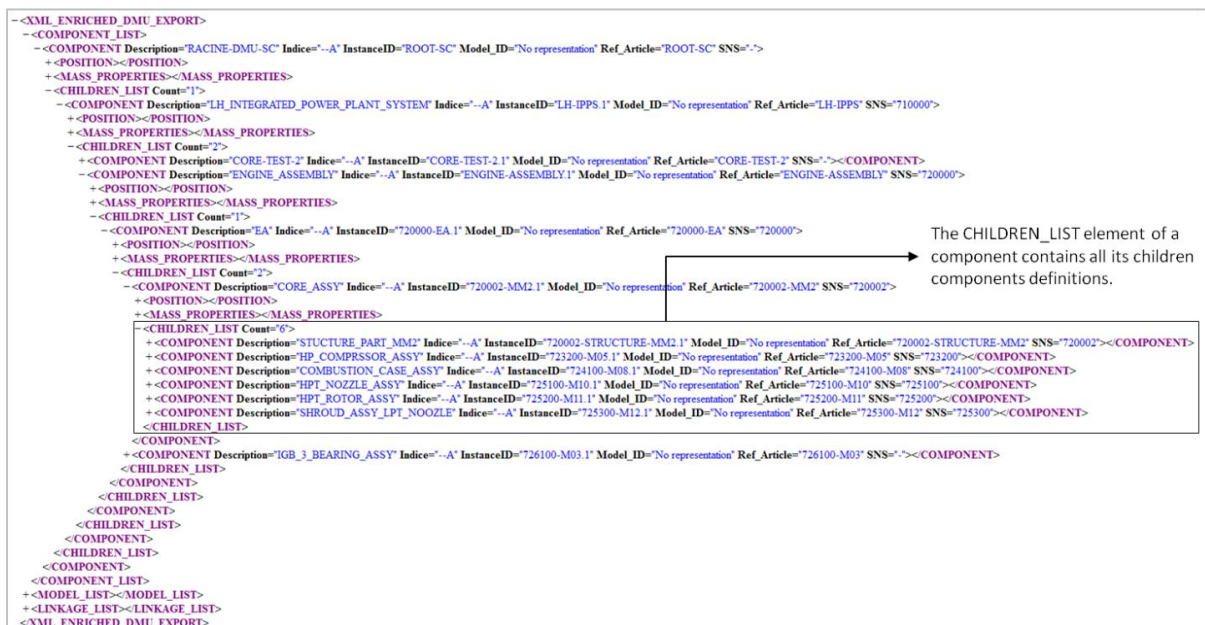 −<XML_ENRICHED_DMU_EXPORT>
−<COMPONENT_LIST>
−<COMPONENT Description="RACINE-DMU-SC" Indice="--A" InstanceID="ROOT-SC" Model_ID="No representation" Ref_Article="ROOT-SC" SNS="-">
+<POSITION></POSITION>
+<MASS_PROPERTIES></MASS_PROPERTIES>
−<CHILDREN_LIST Count="1">
−<COMPONENT Description="LH_INTEGRATED_POWER_PLANT_SYSTEM" Indice="--A" InstanceID="LH-IPPS.1" Model_ID="No representation" Ref_Article="LH-IPPS" SNS="710000">
+<POSITION></POSITION>
+<MASS_PROPERTIES></MASS_PROPERTIES>
−<CHILDREN_LIST Count="2">
+<COMPONENT Description="CORE-TEST-2" Indice="--A" InstanceID="CORE-TEST-2.1" Model_ID="No representation" Ref_Article="CORE-TEST-2" SNS="-"></COMPONENT>
−<COMPONENT Description="ENGINE_ASSEMBLY" Indice="--A" InstanceID="ENGINE-ASSEMBLY.1" Model_ID="No representation" Ref_Article="ENGINE-ASSEMBLY" SNS="720000">
+<POSITION></POSITION>
+<MASS_PROPERTIES></MASS_PROPERTIES>
−<CHILDREN_LIST Count="1">
−<COMPONENT Description="EA" Indice="--A" InstanceID="720000-EA.1" Model_ID="No representation" Ref_Article="720000-EA" SNS="720000">
+<POSITION></POSITION>
+<MASS_PROPERTIES></MASS_PROPERTIES>
−<CHILDREN_LIST Count="2">
−<COMPONENT Description="CORE_ASSY" Indice="--A" InstanceID="720002-MM2.1" Model_ID="No representation" Ref_Article="720002-MM2" SNS="720002">
+<POSITION></POSITION>
+<MASS_PROPERTIES></MASS_PROPERTIES>
−<CHILDREN_LIST Count="6">
+<COMPONENT Description="STUCTURE_PART_MM2" Indice="--A" InstanceID="720002-STRUCTURE-MM2.1" Model_ID="No representation" Ref_Article="720002-STRUCTURE-MM2" SNS="720002"></COMPONENT>
+<COMPONENT Description="HP_COMPRSSOR_ASSY" Indice="--A" InstanceID="723200-M05.1" Model_ID="No representation" Ref_Article="723200-M05" SNS="723200"></COMPONENT>
+<COMPONENT Description="COMBUSTION_CASE_ASSY" Indice="--A" InstanceID="724100-M08.1" Model_ID="No representation" Ref_Article="724100-M08" SNS="724100"></COMPONENT>
+<COMPONENT Description="HPT_NOZZLE_ASSY" Indice="--A" InstanceID="725100-M10.1" Model_ID="No representation" Ref_Article="725100-M10" SNS="725100"></COMPONENT>
+<COMPONENT Description="HPT_ROTOR_ASSY" Indice="--A" InstanceID="725200-M11.1" Model_ID="No representation" Ref_Article="725200-M11" SNS="725200"></COMPONENT>
+<COMPONENT Description="SHROUD_ASSY_LPT_NOOZLE" Indice="--A" InstanceID="725300-M12.1" Model_ID="No representation" Ref_Article="725300-M12" SNS="725300"></COMPONENT>
</CHILDREN_LIST>
</COMPONENT>
+<COMPONENT Description="IGB_3_BEARING_ASSY" Indice="--A" InstanceID="726100-M03.1" Model_ID="No representation" Ref_Article="726100-M03" SNS="-"></COMPONENT>
</CHILDREN_LIST>
</COMPONENT>
</CHILDREN_LIST>
</COMPONENT>
</CHILDREN_LIST>
</COMPONENT>
</CHILDREN_LIST>
</COMPONENT>
</COMPONENT_LIST>
+<MODEL_LIST></MODEL_LIST>
+<LINKAGE_LIST></LINKAGE_LIST>
</XML_ENRICHED_DMU_EXPORT>
The CHILDREN_LIST element of a
component contains all its children
components definitions.